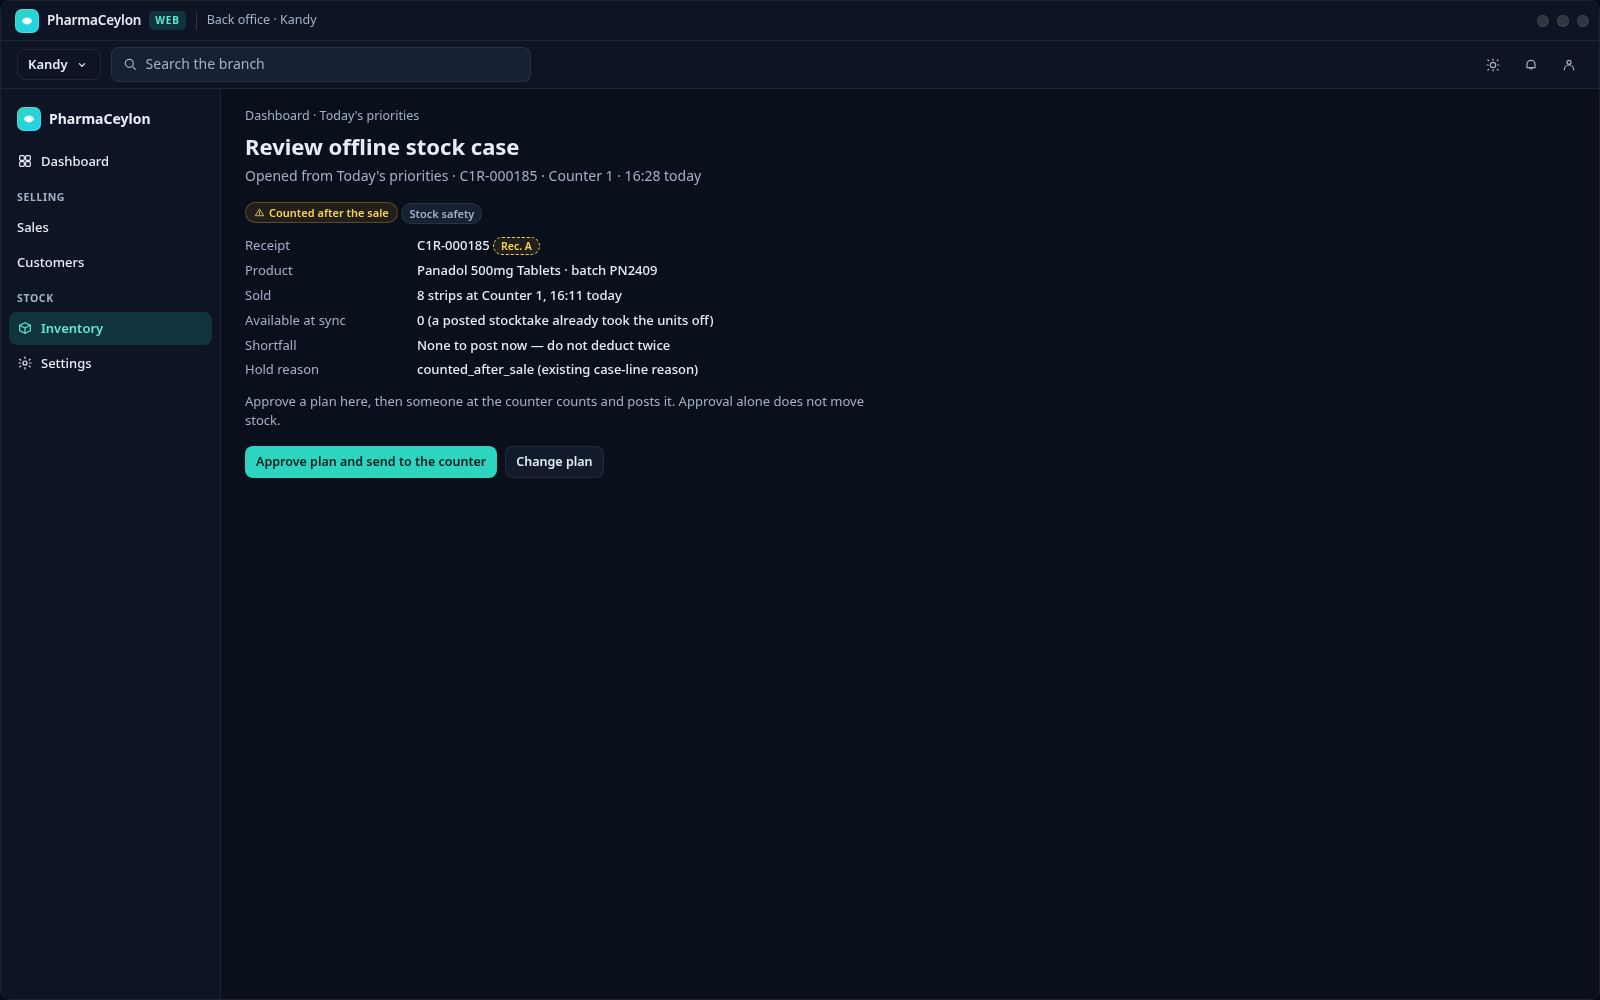 PharmaCeylon WEB Back office · Kandy
Kandy
Search the branch
PharmaCeylon
Dashboard
SELLING
Sales
Customers
STOCK
Inventory
Settings
Dashboard · Today's priorities
Review offline stock case
Opened from Today's priorities · C1R-000185 · Counter 1 · 16:28 today
Counted after the sale Stock safety
Receipt C1R-000185 Rec. A
Product Panadol 500mg Tablets · batch PN2409
Sold 8 strips at Counter 1, 16:11 today
Available at sync 0 (a posted stocktake already took the units off)
Shortfall None to post now — do not deduct twice
Hold reason counted_after_sale (existing case-line reason)
Approve a plan here, then someone at the counter counts and posts it. Approval alone does not move
stock.
Approve plan and send to the counter Change plan